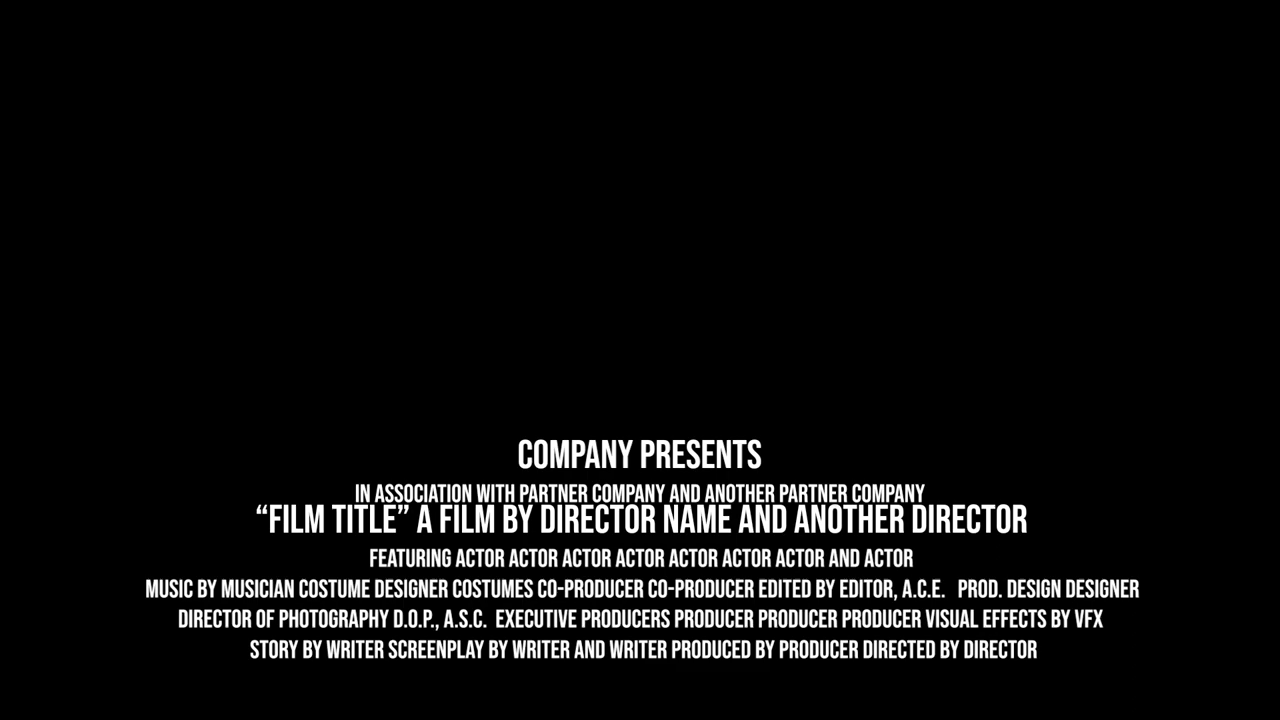 COMPANY PRESENTS
IN ASSOCIATION WITH PARTNER COMPANY AND ANOTHER PARTNER COMPANY
“FILM TITLE” A FILM BY DIRECTOR NAME AND ANOTHER DIRECTOR
FEATURING ACTOR ACTOR ACTOR ACTOR ACTOR ACTOR ACTOR AND ACTOR
MUSIC BY MUSICIAN COSTUME DESIGNER COSTUMES CO-PRODUCER CO-PRODUCER EDITED BY EDITOR, A.C.E. PROD. DESIGN DESIGNER
DIRECTOR OF PHOTOGRAPHY D.O.P., A.S.C. EXECUTIVE PRODUCERS PRODUCER PRODUCER PRODUCER VISUAL EFFECTS BY VFX
STORY BY WRITER SCREENPLAY BY WRITER AND WRITER PRODUCED BY PRODUCER DIRECTED BY DIRECTOR